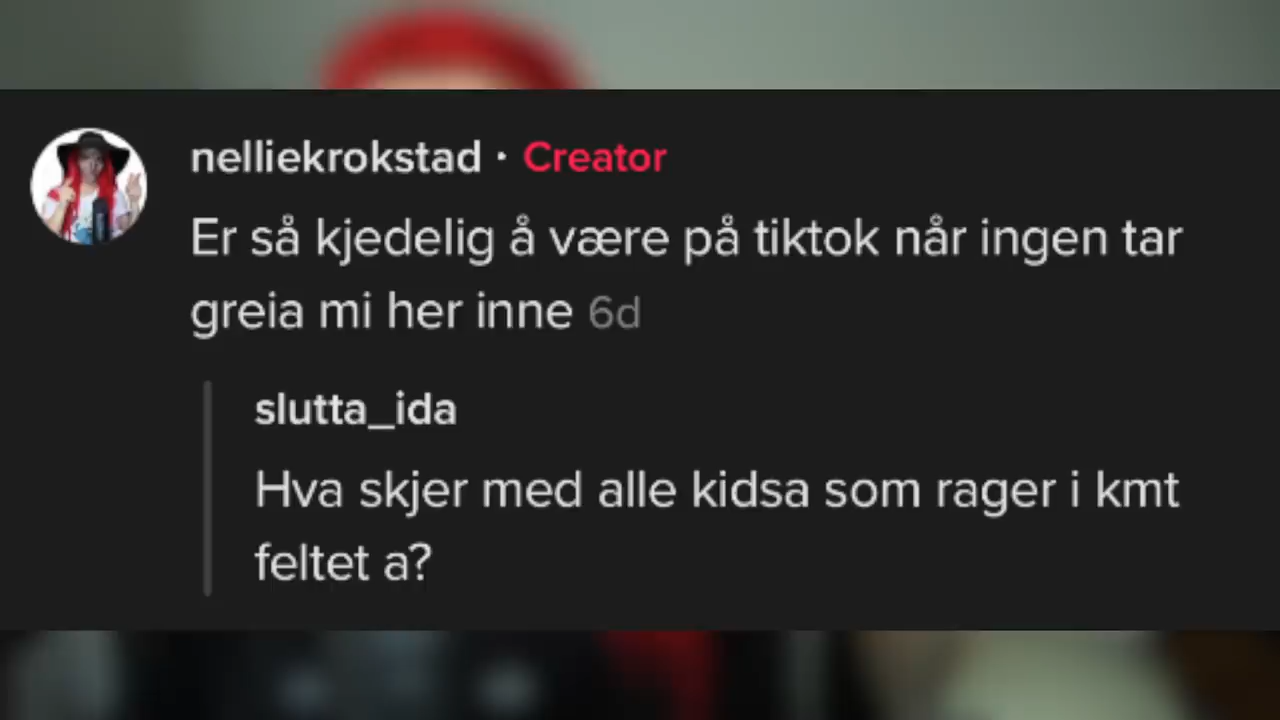 nelliekrokstad · Creator
Er så kjedelig å være på tiktok når ingen tar
greia mi her inne 6d
slutta_ida
Hva skjer med alle kidsa som rager i kmt
feltet a?